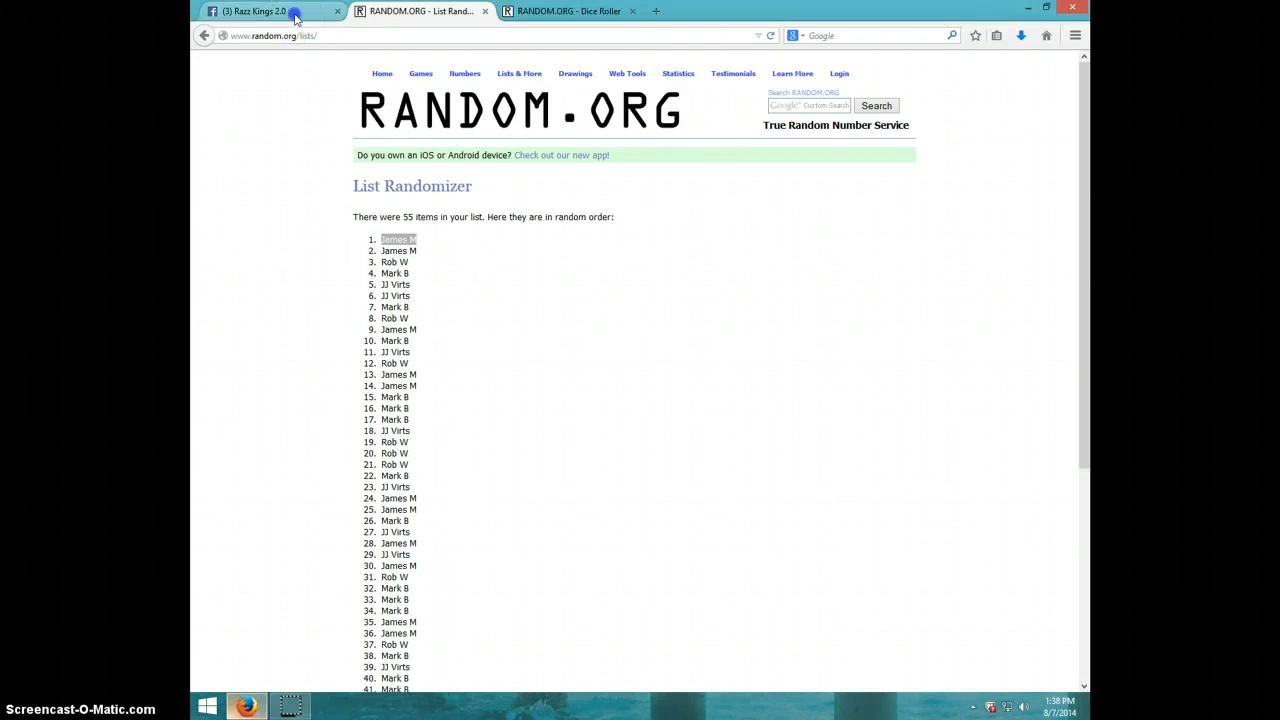 (3) Razz Kings 2.0
RANDOM.ORG - List Rand...
RANDOM.ORG - Dice Roller
www.random.org/lists/
Google
Home Games Numbers Lists & More Drawings Web Tools Statistics Testimonials Learn More Login
RANDOM.ORG
Search RANDOM.ORG
Google™ Custom Search Search
True Random Number Service
Do you own an iOS or Android device? Check out our new app!
List Randomizer
There were 55 items in your list. Here they are in random order:
1. James M
2. James M
3. Rob W
4. Mark B
5. JJ Virts
6. JJ Virts
7. Mark B
8. Rob W
9. James M
10. Mark B
11. JJ Virts
12. Rob W
13. James M
14. James M
15. Mark B
16. Mark B
17. Mark B
18. JJ Virts
19. Rob W
20. Rob W
21. Rob W
22. Mark B
23. JJ Virts
24. James M
25. James M
26. Mark B
27. JJ Virts
28. James M
29. JJ Virts
30. James M
31. Rob W
32. Mark B
33. Mark B
34. Mark B
35. James M
36. James M
37. Rob W
38. Mark B
39. JJ Virts
40. Mark B
41. Mark B
1:38 PM
8/7/2014
Screencast-O-Matic.com